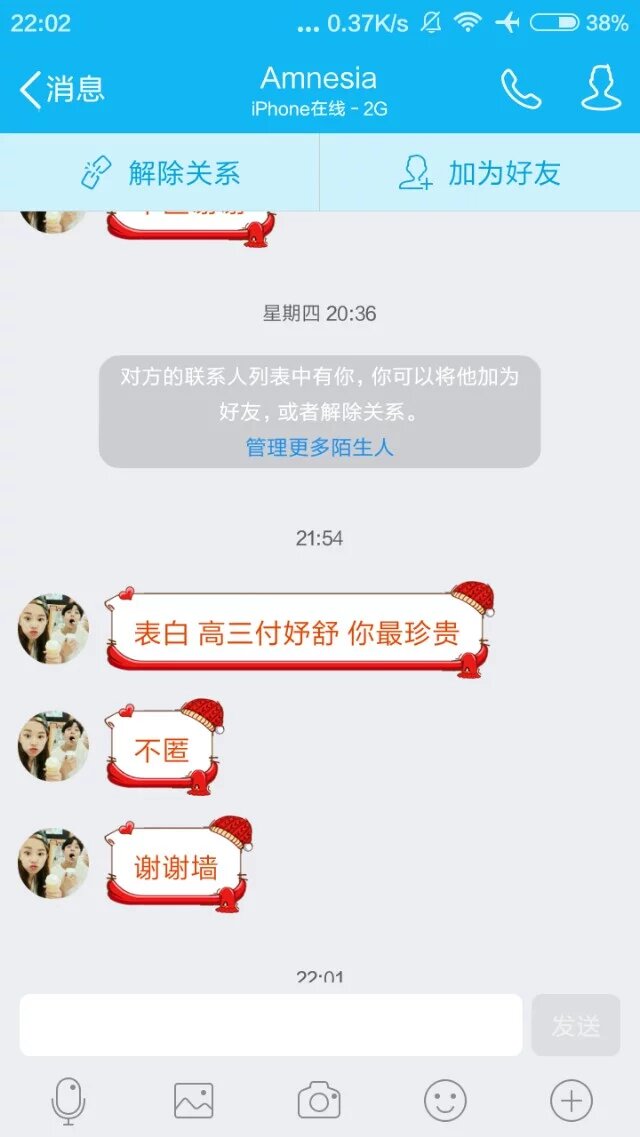 22:02
... 0.37K/s
38%
消息
Amnesia
iPhone在线 - 2G
解除关系
加为好友
不匿谢谢
星期四 20:36
对方的联系人列表中有你，你可以将他加为
好友，或者解除关系。
管理更多陌生人
21:54
表白 高三付妤舒 你最珍贵
不匿
谢谢墙
22:01
发送